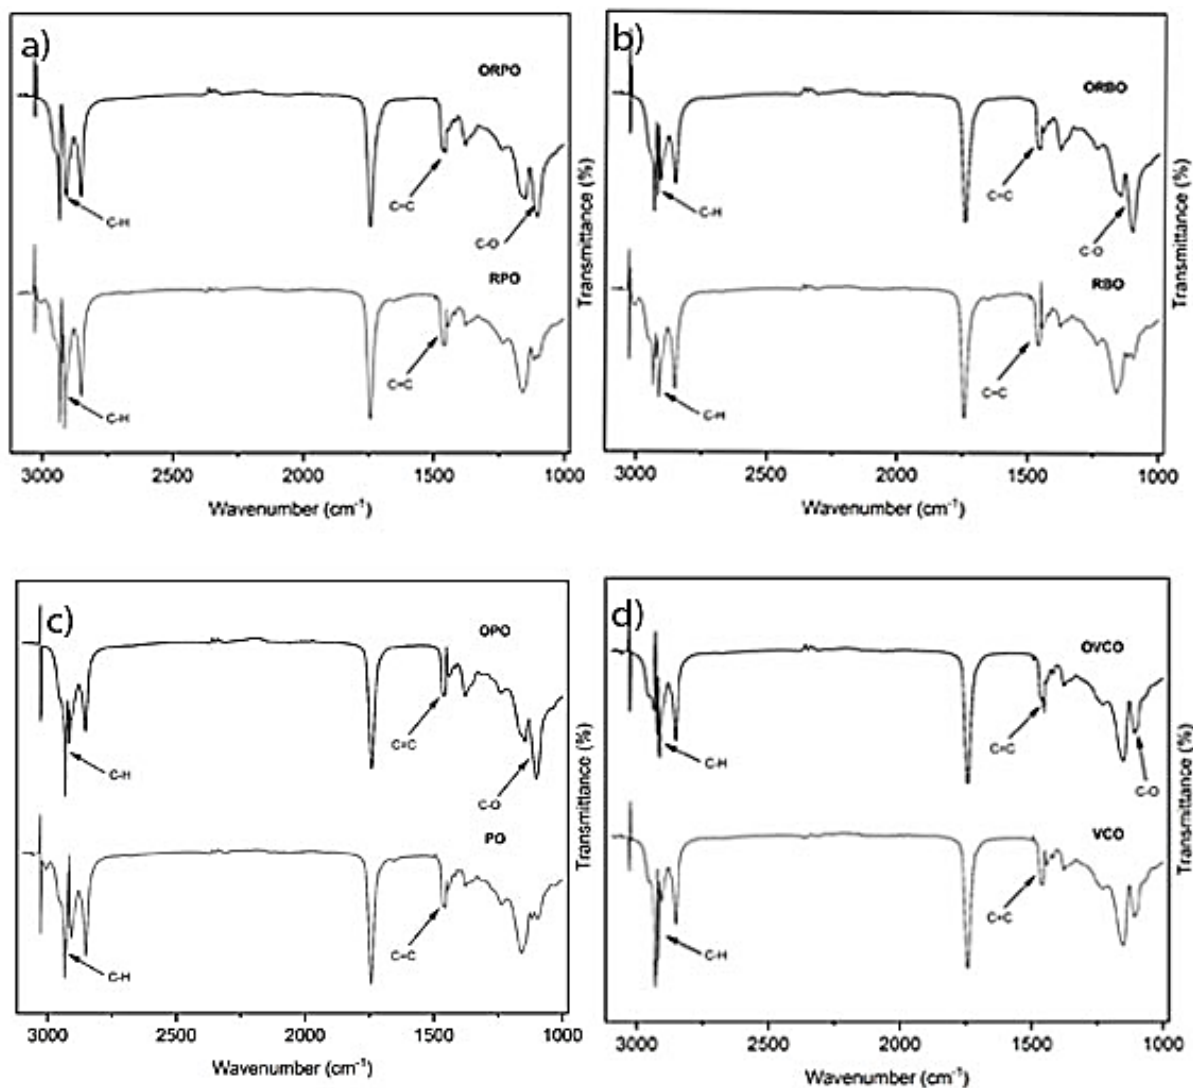 a)
ORPO
C-H
C=C
C-O
RPO
C-H
C=C
3000 2500 2000 1500 1000
Wavenumber (cm⁻¹)
Transmittance (%)
b)
ORBO
C-H
C=C
C-O
RBO
C-H
C=C
3000 2500 2000 1500 1000
Wavenumber (cm⁻¹)
Transmittance (%)
c)
OPO
C-H
C=C
C-O
PO
C-H
C=C
3000 2500 2000 1500 1000
Wavenumber (cm⁻¹)
Transmittance (%)
d)
OVCO
C-H
C=C
C-O
VCO
C-H
C=C
3000 2500 2000 1500 1000
Wavenumber (cm⁻¹)
Transmittance (%)